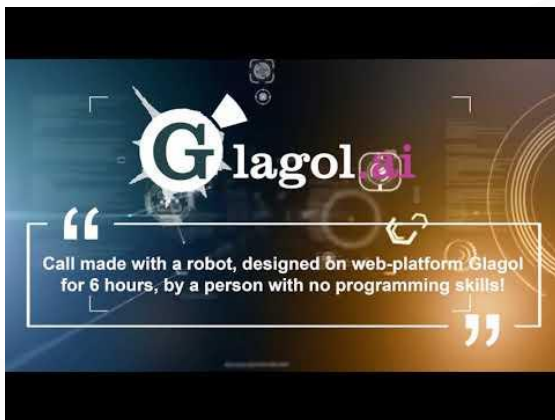 Glagol.ai
Call made with a robot, designed on web-platform Glagol
for 6 hours, by a person with no programming skills!